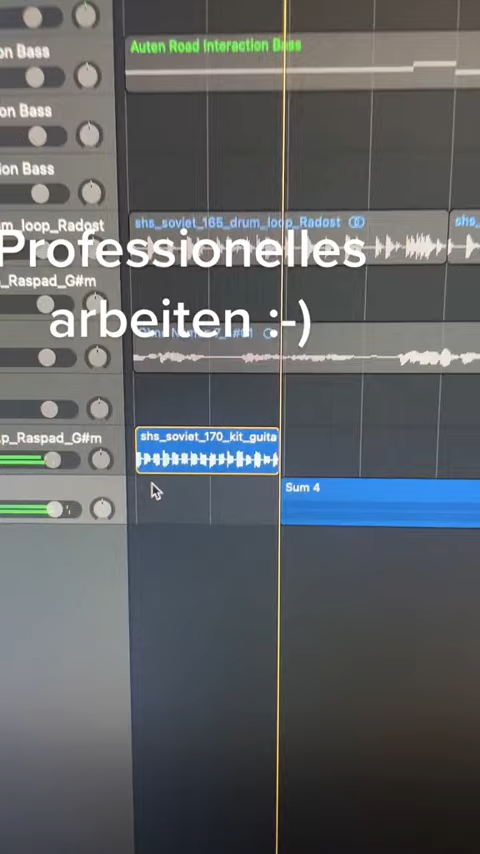 on Bass
Auten Road Interaction Bass
on Bass
ion Bass
m_loop_Radost
shs_soviet_165_drum_loop_Radost
shs_
Professionelles
_Raspad_G#m
arbeiten :-)
.p_Raspad_G#m
shs_soviet_170_kit_guita
Sum 4